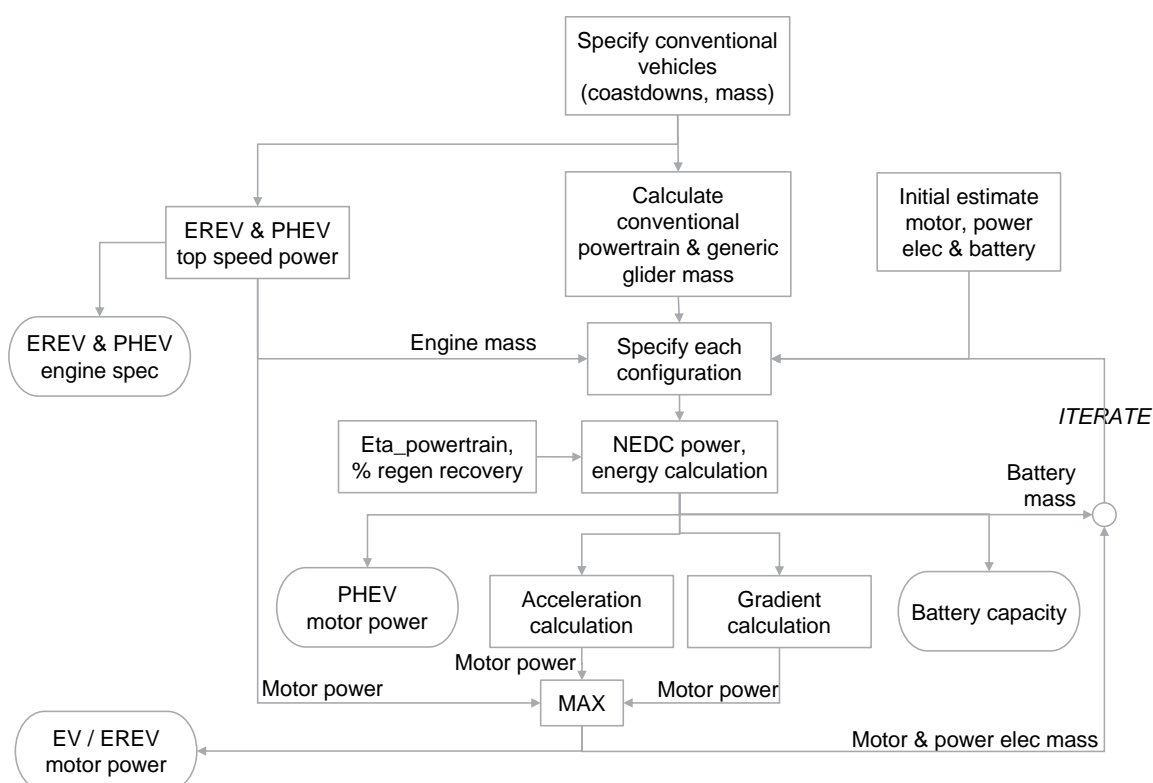 Specify conventional
vehicles
(coastdowns, mass)
Calculate
conventional
powertrain & generic
glider mass
Initial estimate
motor, power
elec & battery
EREV & PHEV
top speed power
EREV & PHEV
engine spec
Engine mass
Specify each
configuration
ITERATE
Eta_powertrain,
% regen recovery
NEDC power,
energy calculation
Battery
mass
PHEV
motor power
Acceleration
calculation
Gradient
calculation
Battery capacity
Motor power
Motor power
Motor power
MAX
EV / EREV
motor power
Motor & power elec mass